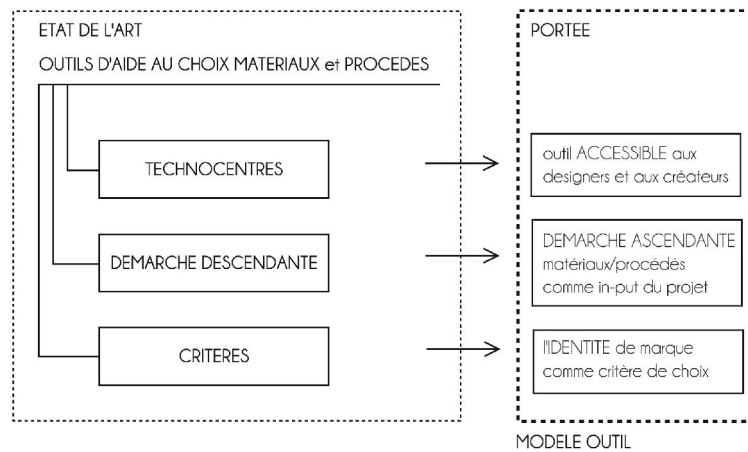 ETAT DE L'ART
OUTILS D'AIDE AU CHOIX MATERIAUX et PROCEDES
TECHNOCENTRES
DEMARCHE DESCENDANTE
CRITERES
PORTEE
outil ACCESSIBLE aux
designers et aux créateurs
DEMARCHE ASCENDANTE
matériaux/procédés
comme in-put du projet
l'IDENTITE de marque
comme critère de choix
MODELE OUTIL